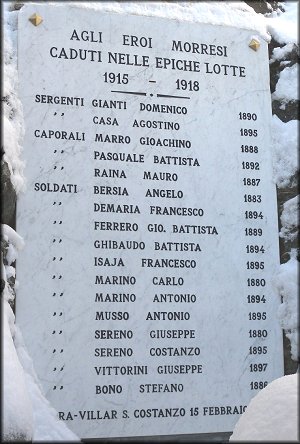 AGLI EROI MORRESI
CADUTI NELLE EPICHE LOTTE
1915 - 1918
SERGENTI GIANTI DOMENICO 1890
,, CASA AGOSTINO 1895
CAPORALI MARRO GIOACHINO 1888
,, PASQUALE BATTISTA 1892
,, RAINA MAURO 1887
SOLDATI BERSIA ANGELO 1883
,, DEMARIA FRANCESCO 1894
,, FERRERO GIO. BATTISTA 1889
,, GHIBAUDO BATTISTA 1894
,, ISAJA FRANCESCO 1895
,, MARINO CARLO 1880
,, MARINO ANTONIO 1894
,, MUSSO ANTONIO 1895
,, SERENO GIUSEPPE 1880
,, SERENO COSTANZO 1895
,, VITTORINI GIUSEPPE 1897
,, BONO STEFANO 1886
RA-VILLAR S. COSTANZO 15 FEBBRAIO